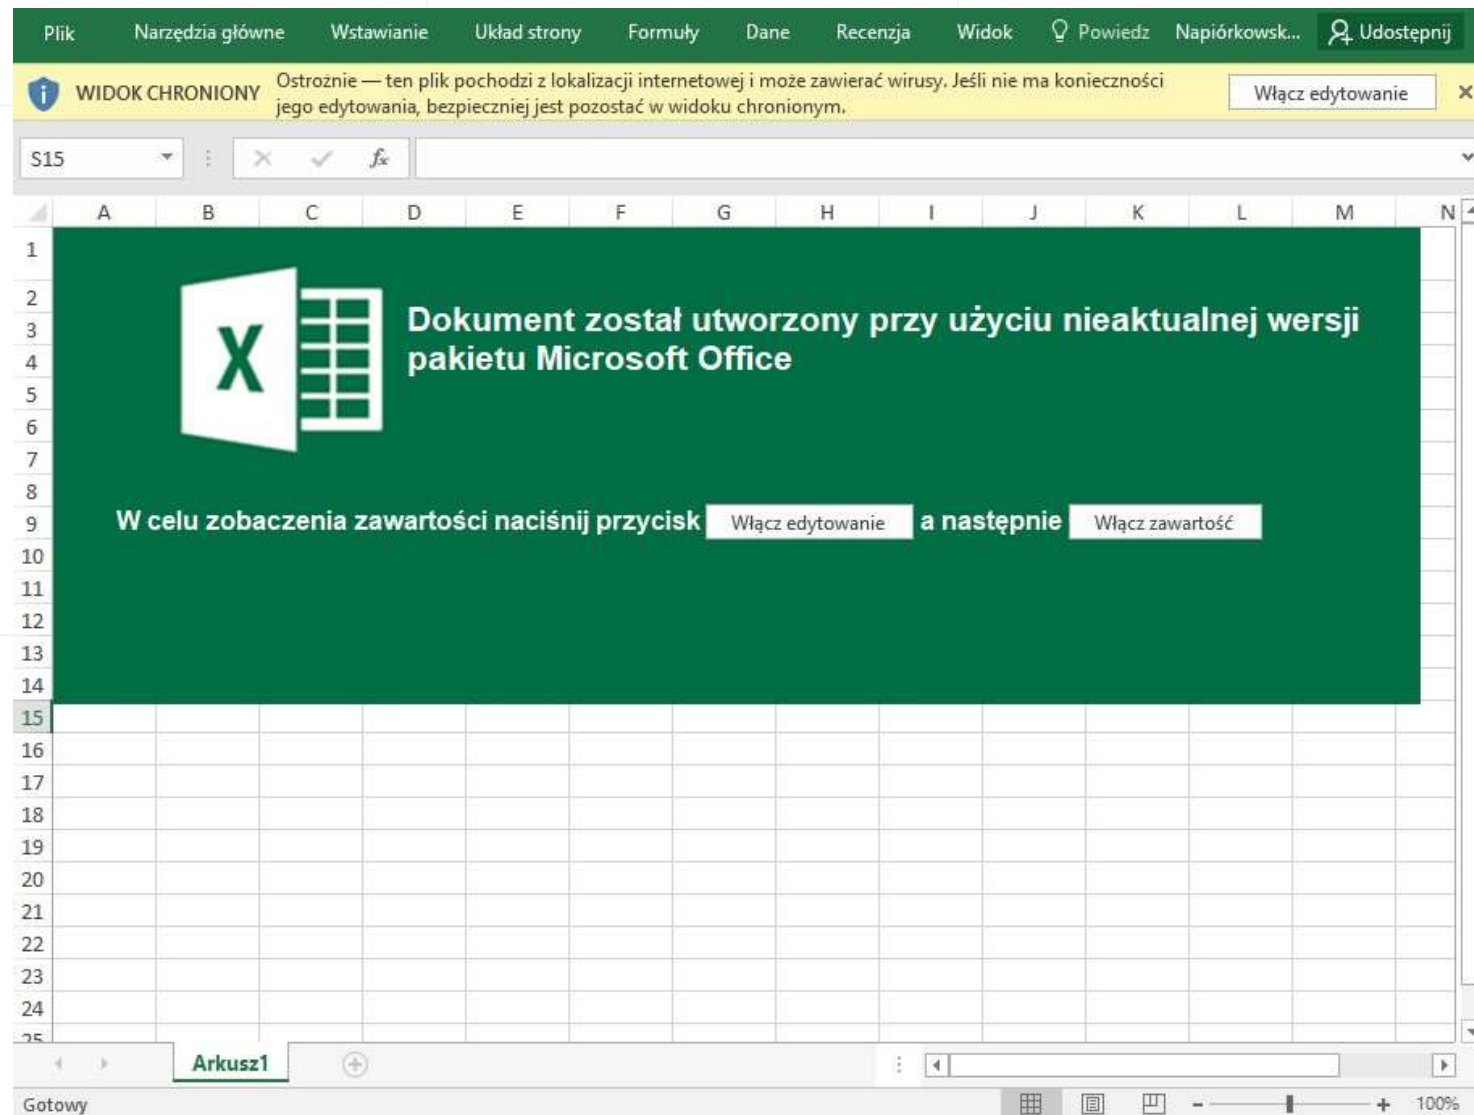 Plik Narzędzia główne Wstawianie Układ strony Formuły Dane Recenzja Widok Powiedz Napiórkowsk... Udostępnij
WIDOK CHRONIONY Ostrożnie — ten plik pochodzi z lokalizacji internetowej i może zawierać wirusy. Jeśli nie ma konieczności
jego edytowania, bezpieczniej jest pozostać w widoku chronionym.
Włącz edytowanie
S15 fx
A B C D E F G H I J K L M N
1
2
3
4
5
6
7
8
9
10
11
12
13
14
15
16
17
18
19
20
21
22
23
24
25
X
Dokument został utworzony przy użyciu nieaktualnej wersji
pakietu Microsoft Office
W celu zobaczenia zawartości naciśnij przycisk Włącz edytowanie a następnie Włącz zawartość
Arkusz1
Gotowy 100%